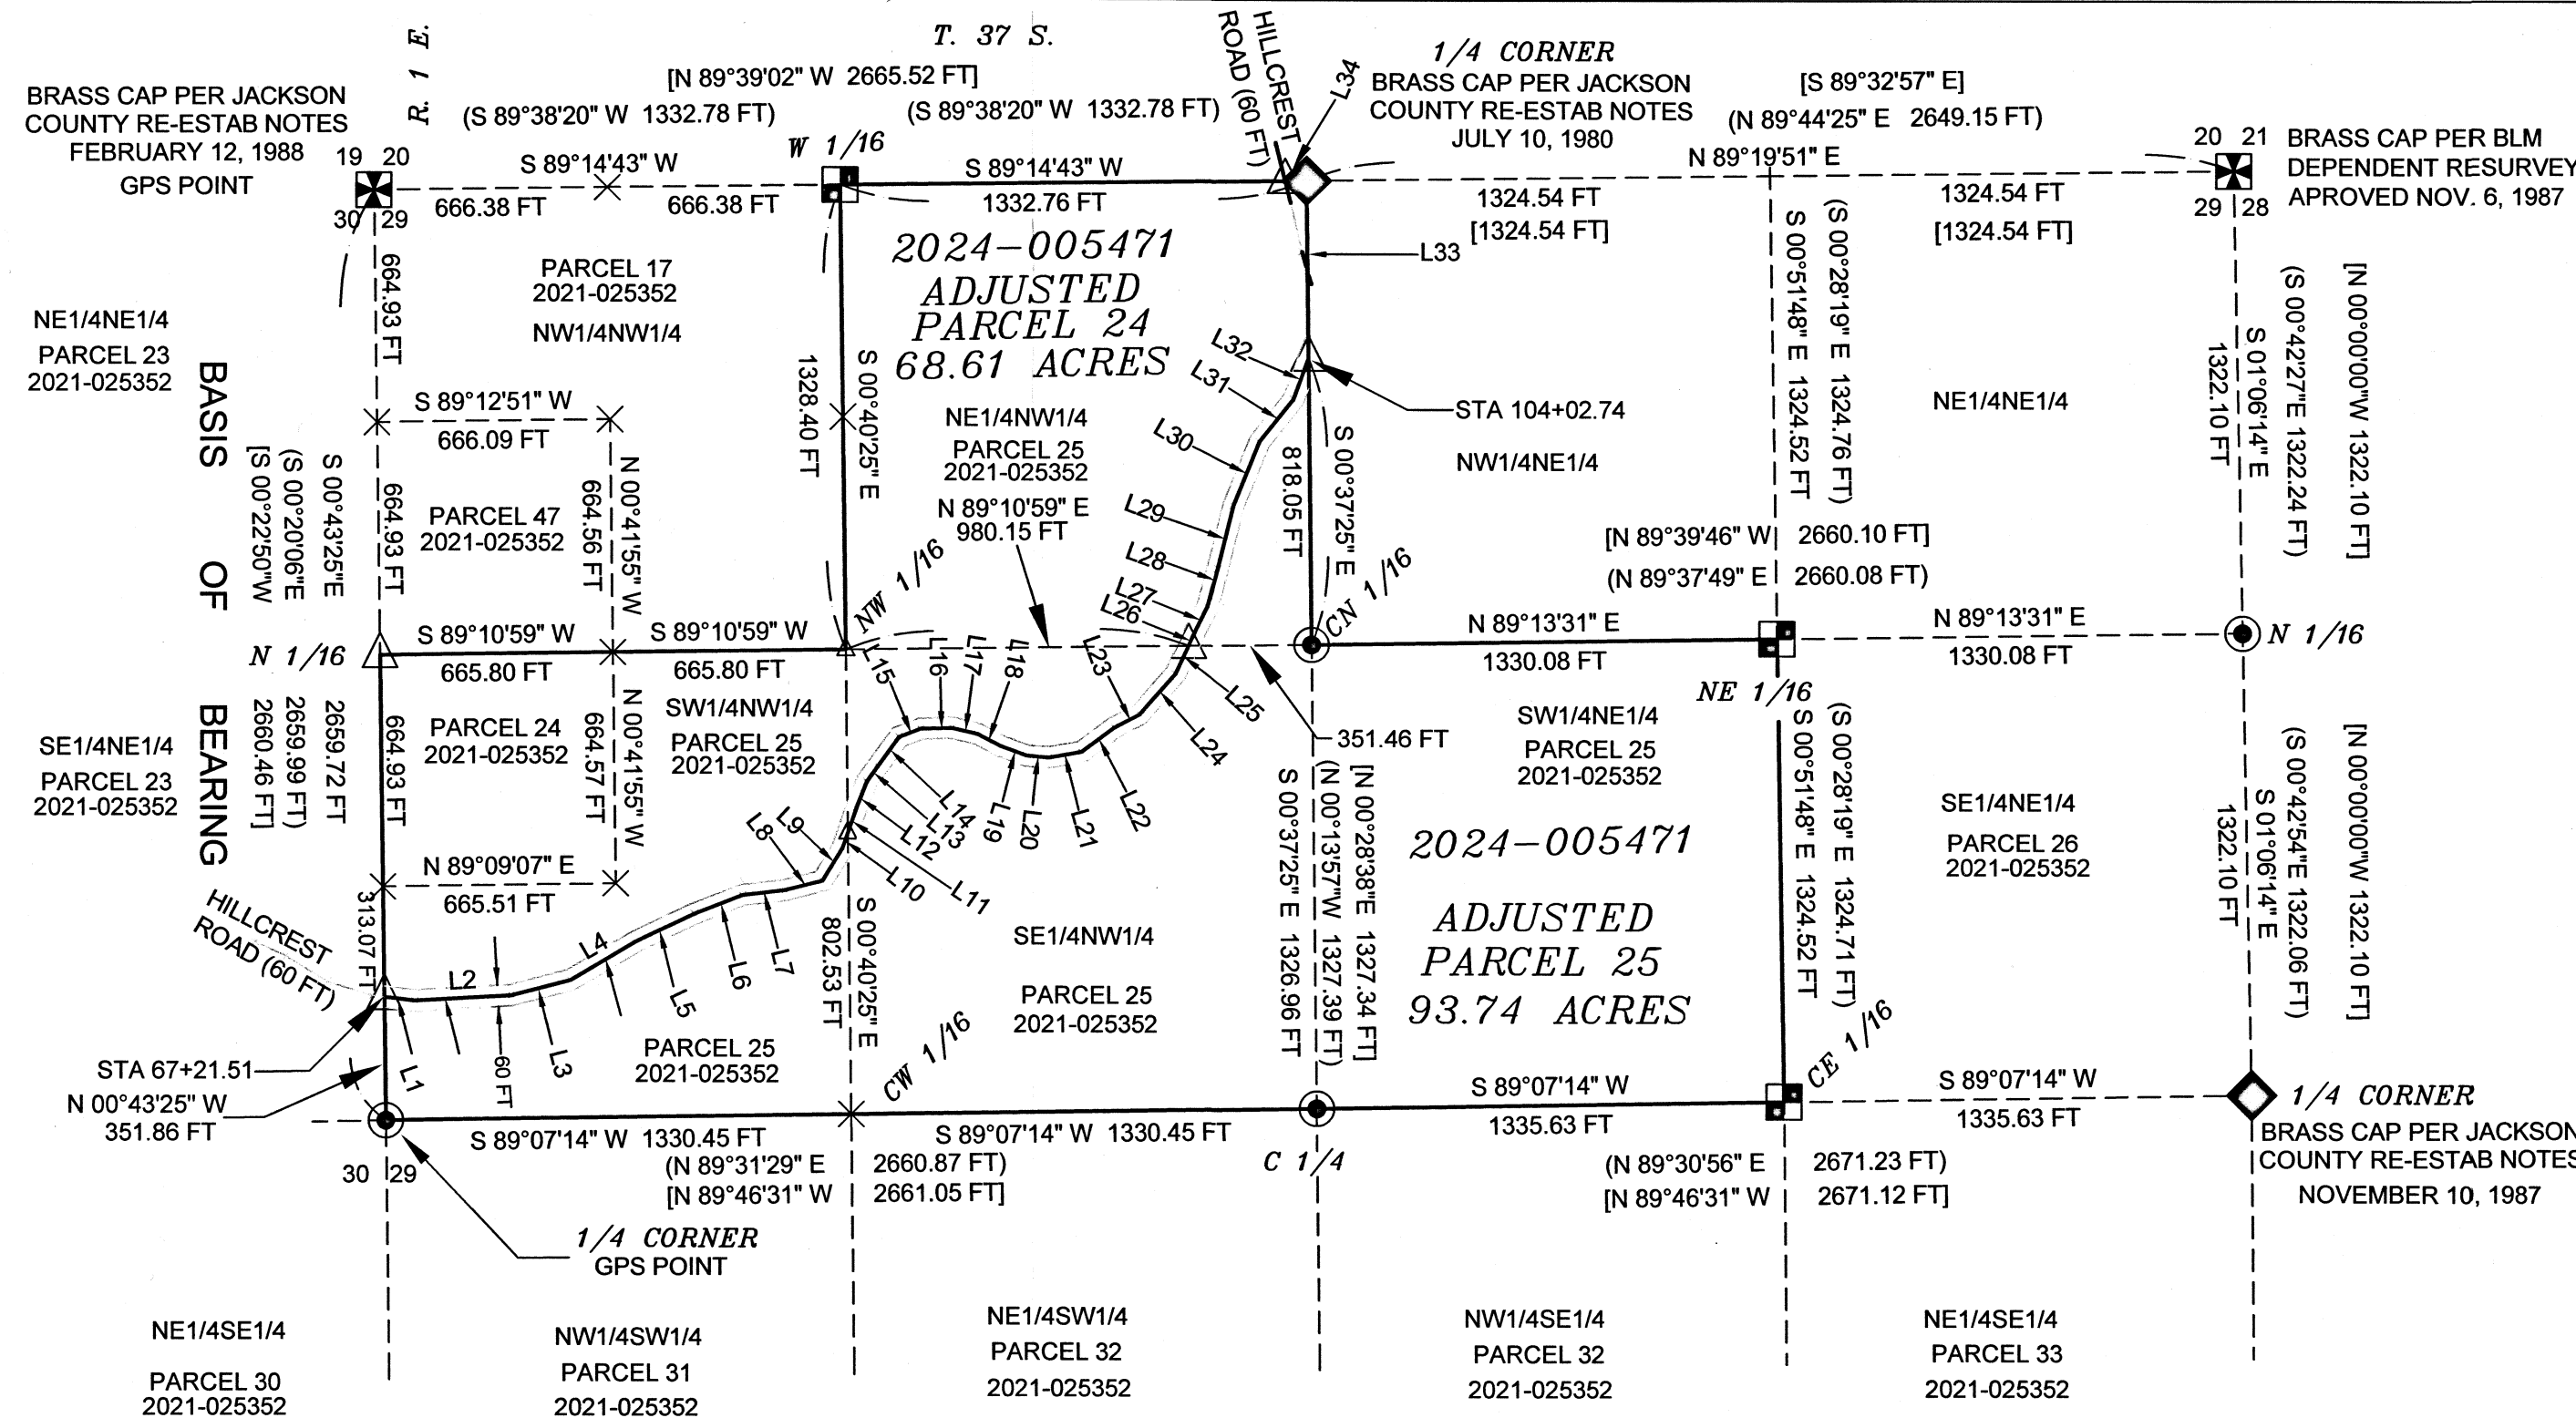 T. 37 S.
R. 1 E.
HILLCREST
ROAD (60 FT)
L34
1/4 CORNER
BRASS CAP PER JACKSON
COUNTY RE-ESTAB NOTES
JULY 10, 1980
[N 89°39'02" W 2665.52 FT]
(S 89°38'20" W 1332.78 FT)
(S 89°38'20" W 1332.78 FT)
[S 89°32'57" E]
(N 89°44'25" E 2649.15 FT)
BRASS CAP PER JACKSON
COUNTY RE-ESTAB NOTES
FEBRUARY 12, 1988
GPS POINT
19 20
30 29
W 1/16
S 89°14'43" W
666.38 FT
666.38 FT
S 89°14'43" W
1332.76 FT
N 89°19'51" E
1324.54 FT
[1324.54 FT]
1324.54 FT
[1324.54 FT]
20 21
29 28
BRASS CAP PER BLM
DEPENDENT RESURVEY
APROVED NOV. 6, 1987
L33
2024-005471
ADJUSTED
PARCEL 24
68.61 ACRES
PARCEL 17
2021-025352
NW1/4NW1/4
664.93 FT
NE1/4NE1/4
PARCEL 23
2021-025352
BASIS OF BEARING
S 00°43'25"E 2659.72 FT
(S 00°20'06"E 2659.99 FT)
[S 00°22'50"W 2660.46 FT]
S 89°12'51" W
666.09 FT
664.93 FT
PARCEL 47
2021-025352
664.56 FT
N 00°41'55" W
1328.40 FT
S 00°40'25" E
NE1/4NW1/4
PARCEL 25
2021-025352
N 89°10'59" E
980.15 FT
L32
L31
L30
L29
L28
L27
L26
STA 104+02.74
NW1/4NE1/4
818.05 FT
S 00°37'25" E
S 00°51'48" E 1324.52 FT
(S 00°28'19" E 1324.76 FT)
NE1/4NE1/4
S 01°06'14" E
1322.10 FT
(S 00°42'27"E 1322.24 FT)
[N 00°00'00"W 1322.10 FT]
[N 89°39'46" W 2660.10 FT]
(N 89°37'49" E 2660.08 FT)
N 1/16
S 89°10'59" W
665.80 FT
S 89°10'59" W
665.80 FT
NW 1/16
CN 1/16
N 89°13'31" E
1330.08 FT
N 89°13'31" E
1330.08 FT
N 1/16
NE 1/16
351.46 FT
L15
L16
L17
L18
L23
L25
L24
L22
L21
L20
L19
L14
L13
L12
L11
L10
L9
L8
SE1/4NE1/4
PARCEL 23
2021-025352
664.93 FT
PARCEL 24
2021-025352
664.57 FT
N 00°41'55" W
SW1/4NW1/4
PARCEL 25
2021-025352
SW1/4NE1/4
PARCEL 25
2021-025352
S 00°37'25" E 1326.96 FT
(N 00°13'57"W 1327.39 FT)
[N 00°28'38"E 1327.34 FT]
2024-005471
ADJUSTED
PARCEL 25
93.74 ACRES
S 00°51'48" E 1324.52 FT
(S 00°28'19" E 1324.71 FT)
SE1/4NE1/4
PARCEL 26
2021-025352
S 01°06'14" E
1322.10 FT
(S 00°42'54"E 1322.06 FT)
[N 00°00'00"W 1322.10 FT]
N 89°09'07" E
665.51 FT
HILLCREST
ROAD (60 FT)
313.07 FT
L2
L4
L5
L6
L7
L3
L1
60 FT
802.53 FT
S 00°40'25" E
SE1/4NW1/4
PARCEL 25
2021-025352
PARCEL 25
2021-025352
STA 67+21.51
N 00°43'25" W
351.86 FT
CW 1/16
CE 1/16
S 89°07'14" W 1330.45 FT
S 89°07'14" W 1330.45 FT
(N 89°31'29" E 2660.87 FT)
[N 89°46'31" W 2661.05 FT]
C 1/4
S 89°07'14" W
1335.63 FT
S 89°07'14" W
1335.63 FT
(N 89°30'56" E 2671.23 FT)
[N 89°46'31" W 2671.12 FT]
1/4 CORNER
BRASS CAP PER JACKSON
COUNTY RE-ESTAB NOTES
NOVEMBER 10, 1987
30 29
1/4 CORNER
GPS POINT
NE1/4SE1/4
PARCEL 30
2021-025352
NW1/4SW1/4
PARCEL 31
2021-025352
NE1/4SW1/4
PARCEL 32
2021-025352
NW1/4SE1/4
PARCEL 32
2021-025352
NE1/4SE1/4
PARCEL 33
2021-025352